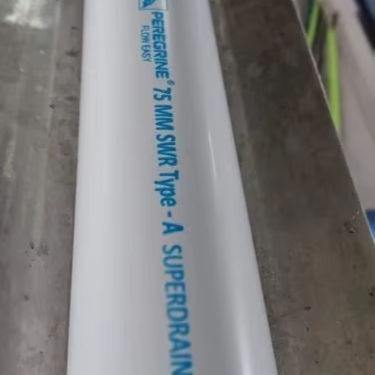 PEREGRINE®
FLOW EASY
75 MM SWR Type - A SUPERDRAIN